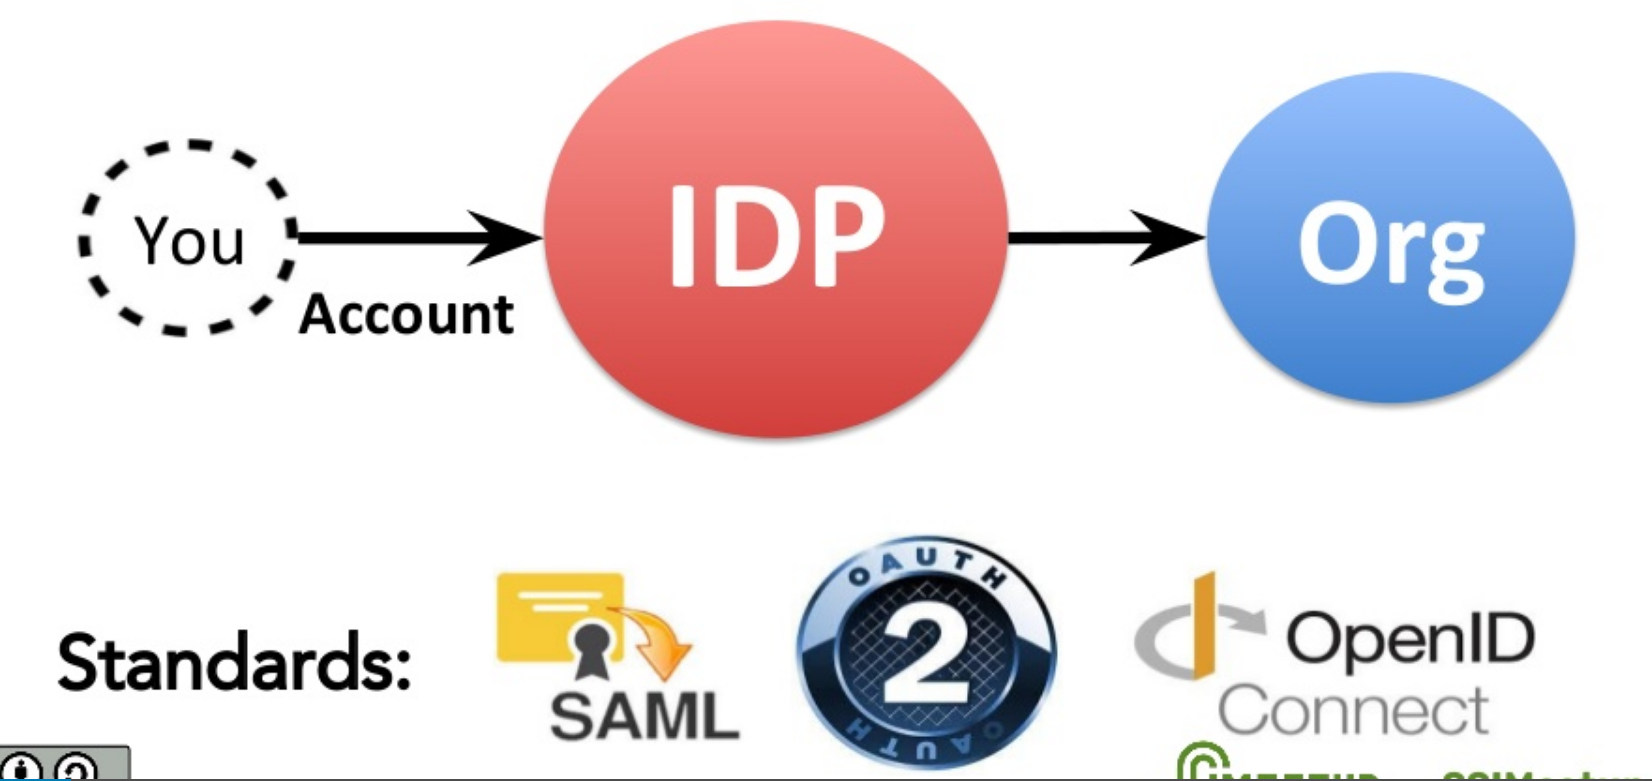 You
Account
IDP
Org
Standards:
SAML
OAUTH
2
OAUTH
OpenID
Connect